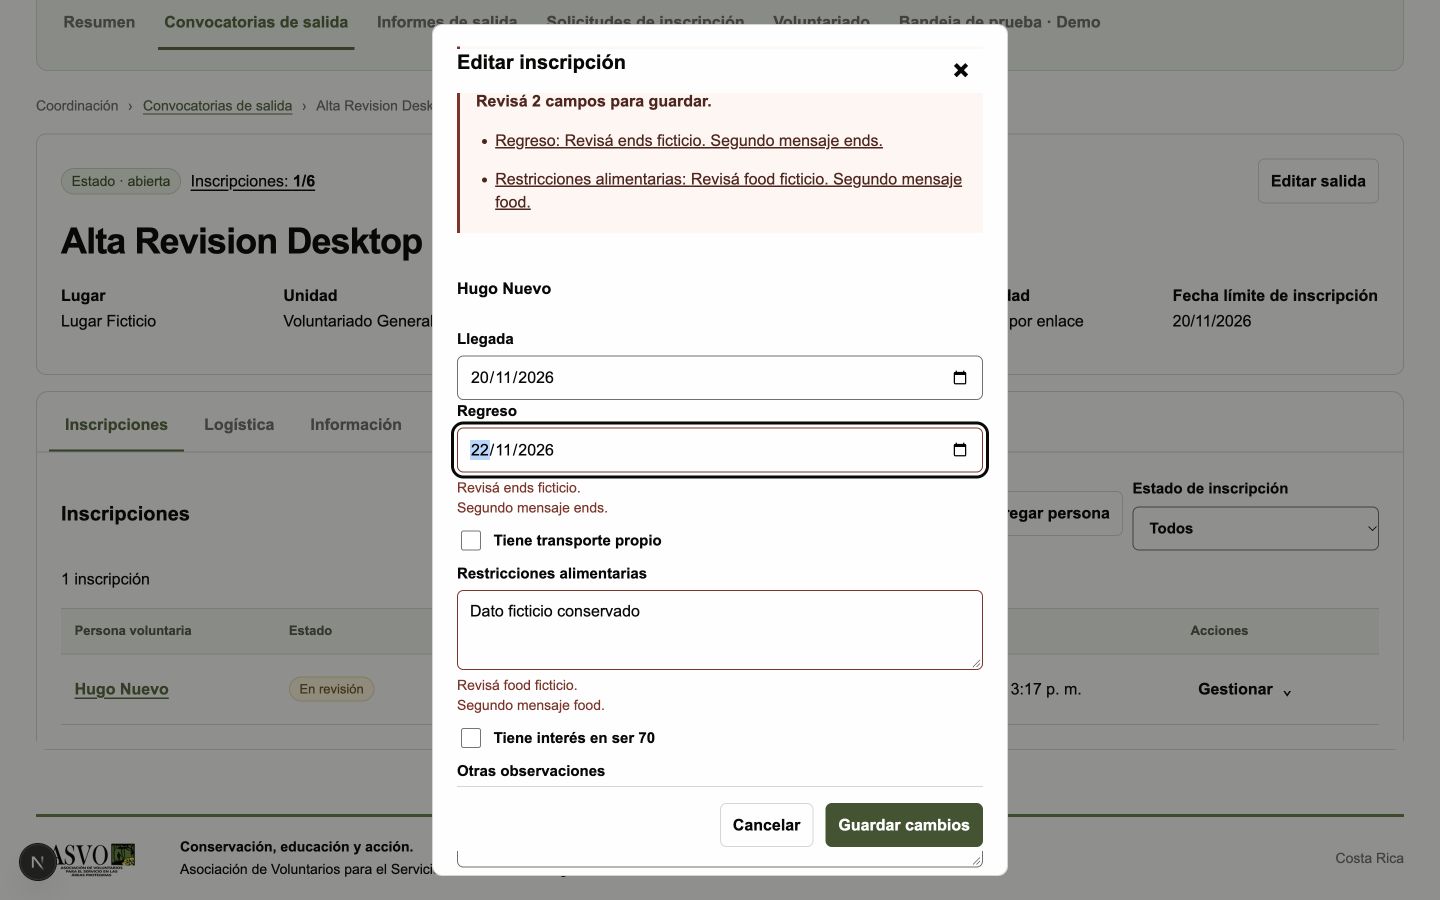 Resumen
Convocatorias de salida
Informes de salida
Solicitudes de inscripción
Voluntariado
Bandeja de prueba · Demo
Coordinación › Convocatorias de salida › Alta Revision Desk
Estado · abierta
Inscripciones: 1/6
Editar salida
Alta Revision Desktop
Lugar
Lugar Ficticio
Unidad
Voluntariado General
dad
por enlace
Fecha límite de inscripción
20/11/2026
Inscripciones
Logística
Información
Inscripciones
regar persona
Estado de inscripción
Todos
1 inscripción
Persona voluntaria
Estado
Acciones
Hugo Nuevo
En revisión
3:17 p. m.
Gestionar
Editar inscripción
Revisá 2 campos para guardar.
• Regreso: Revisá ends ficticio. Segundo mensaje ends.
• Restricciones alimentarias: Revisá food ficticio. Segundo mensaje
food.
Hugo Nuevo
Llegada
20/11/2026
Regreso
22/11/2026
Revisá ends ficticio.
Segundo mensaje ends.
Tiene transporte propio
Restricciones alimentarias
Dato ficticio conservado
Revisá food ficticio.
Segundo mensaje food.
Tiene interés en ser 70
Otras observaciones
Cancelar
Guardar cambios
N
ASVO
Conservación, educación y acción.
Asociación de Voluntarios para el Servici
Costa Rica